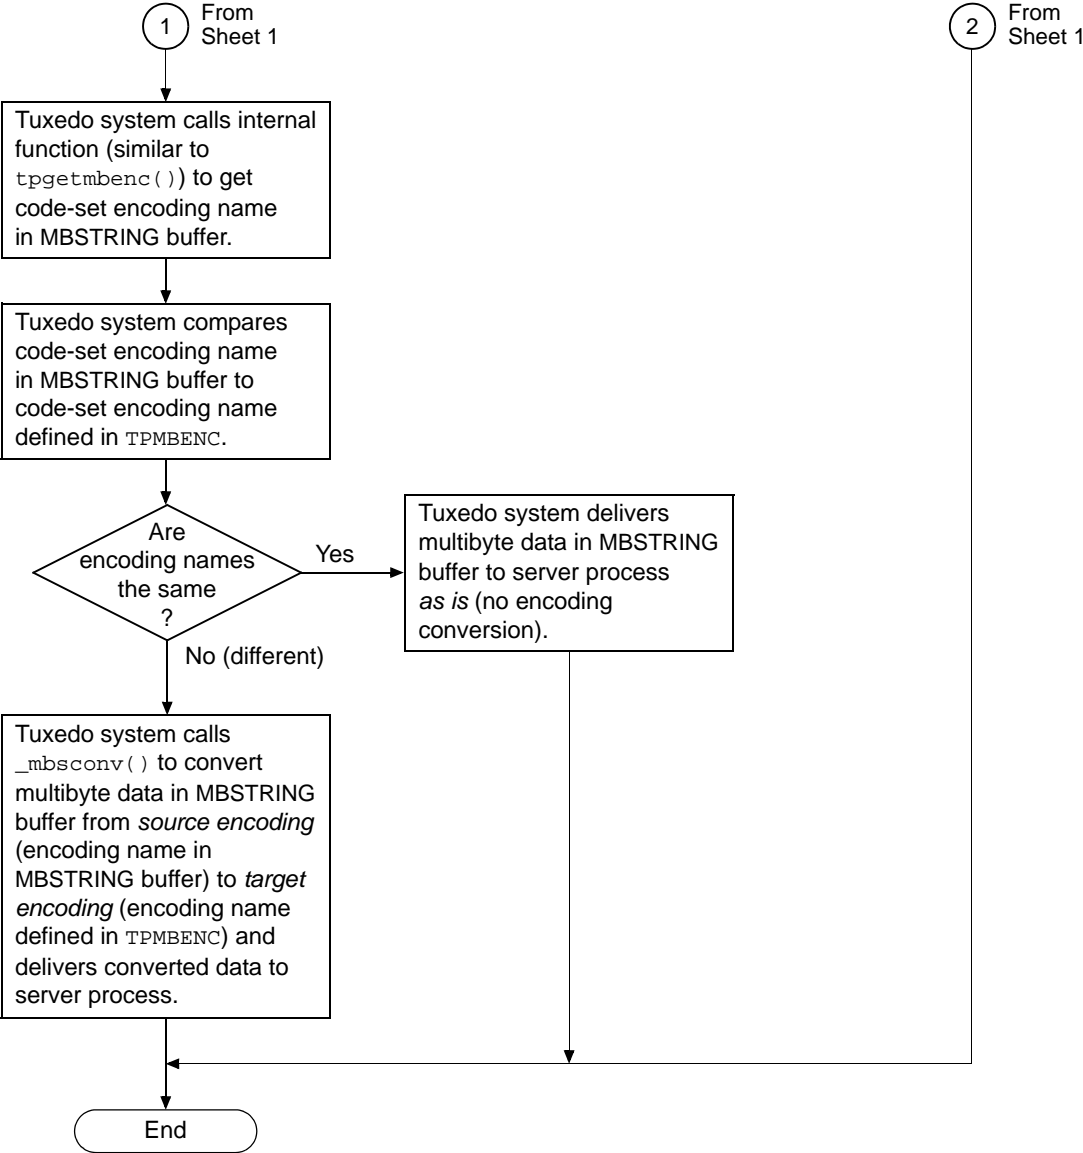 1
From
Sheet 1
2
From
Sheet 1
Tuxedo system calls internal
function (similar to
tpgetmbenc()) to get
code-set encoding name
in MBSTRING buffer.
Tuxedo system compares
code-set encoding name
in MBSTRING buffer to
code-set encoding name
defined in TPMBENC.
Are
encoding names
the same
?
Yes
Tuxedo system delivers
multibyte data in MBSTRING
buffer to server process
as is (no encoding
conversion).
No (different)
Tuxedo system calls
_mbsconv() to convert
multibyte data in MBSTRING
buffer from source encoding
(encoding name in
MBSTRING buffer) to target
encoding (encoding name
defined in TPMBENC) and
delivers converted data to
server process.
End